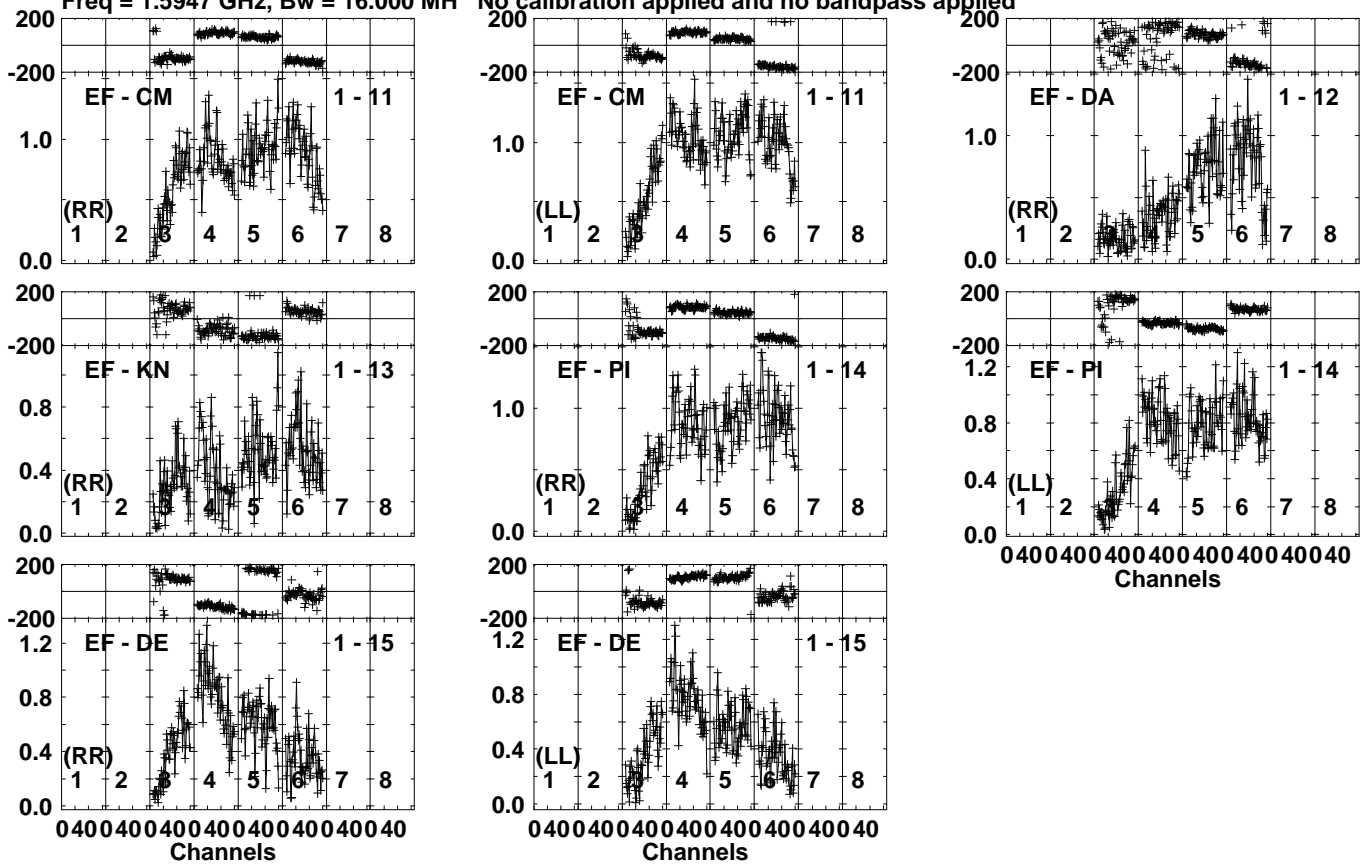 Freq = 1.5947 GHz, Bw = 16.000 MH No calibration applied and no bandpass applied
200
-200
EF - CM 1 - 11
1.0
(RR)
1 2 3 4 5 6 7 8
0.0
200
-200
EF - CM 1 - 11
1.0
(LL)
1 2 3 4 5 6 7 8
0.0
200
-200
EF - DA 1 - 12
1.0
(RR)
1 2 3 4 5 6 7 8
0.0
200
-200
EF - KN 1 - 13
0.8
0.4
(RR)
1 2 3 4 5 6 7 8
0.0
200
-200
EF - PI 1 - 14
1.0
(RR)
1 2 3 4 5 6 7 8
0.0
200
-200
EF - PI 1 - 14
1.2
0.8
0.4
(LL)
1 2 3 4 5 6 7 8
0.0
0 40 0 40 0 40 0 40 0 40 0 40 0 40 0 40
Channels
200
-200
EF - DE 1 - 15
1.2
0.8
0.4
(RR)
1 2 3 4 5 6 7 8
0.0
0 40 0 40 0 40 0 40 0 40 0 40 0 40 0 40
Channels
200
-200
EF - DE 1 - 15
1.2
0.8
0.4
(LL)
1 2 3 4 5 6 7 8
0.0
0 40 0 40 0 40 0 40 0 40 0 40 0 40 0 40
Channels